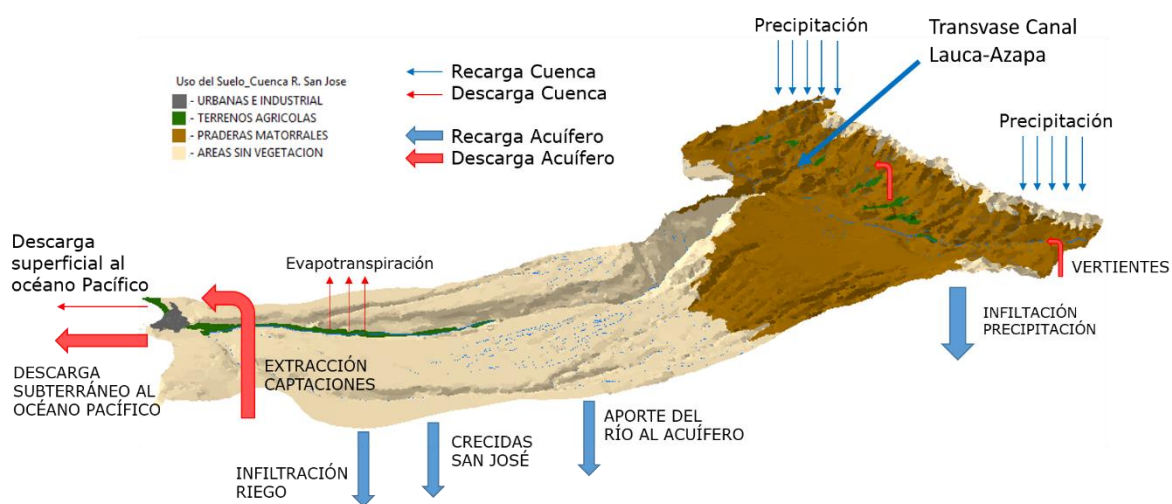 Precipitación
Transvase Canal
Lauca-Azapa
Uso del Suelo_Cuenca R. San Jose
- URBANAS E INDUSTRIAL
- TERRENOS AGRICOLAS
- PRADERAS MATORRALES
- AREAS SIN VEGETACION
Recarga Cuenca
Descarga Cuenca
Recarga Acuífero
Descarga Acuífero
Precipitación
Descarga
superficial al
océano Pacífico
Evapotranspiración
VERTIENTES
INFILTACIÓN
PRECIPITACIÓN
DESCARGA
SUBTERRÁNEO AL
OCÉANO PACÍFICO
EXTRACCIÓN
CAPTACIONES
INFILTRACIÓN
RIEGO
CRECIDAS
SAN JOSÉ
APORTE DEL
RÍO AL ACUÍFERO